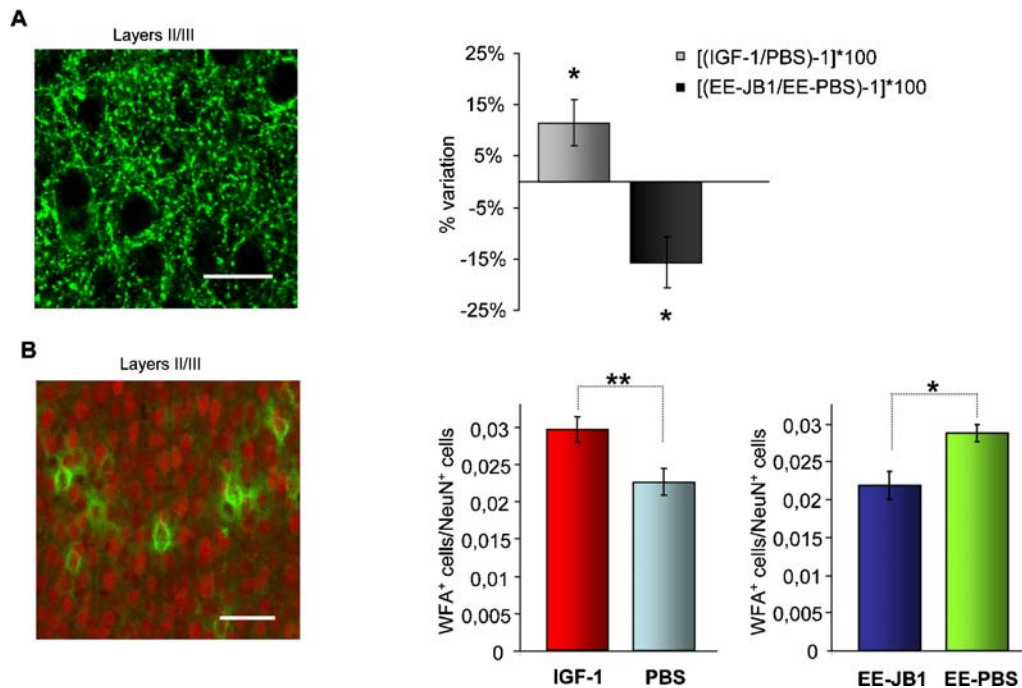 A
Layers II/III
25%
15%
5%
-5%
-15%
-25%
% variation
*
*
[(IGF-1/PBS)-1]*100
[(EE-JB1/EE-PBS)-1]*100
B
Layers II/III
WFA+ cells/NeuN+ cells
0,03
0,025
0,02
0,015
0,01
0,005
0
**
IGF-1
PBS
WFA+ cells/NeuN+ cells
0,03
0,025
0,02
0,015
0,01
0,005
0
*
EE-JB1
EE-PBS